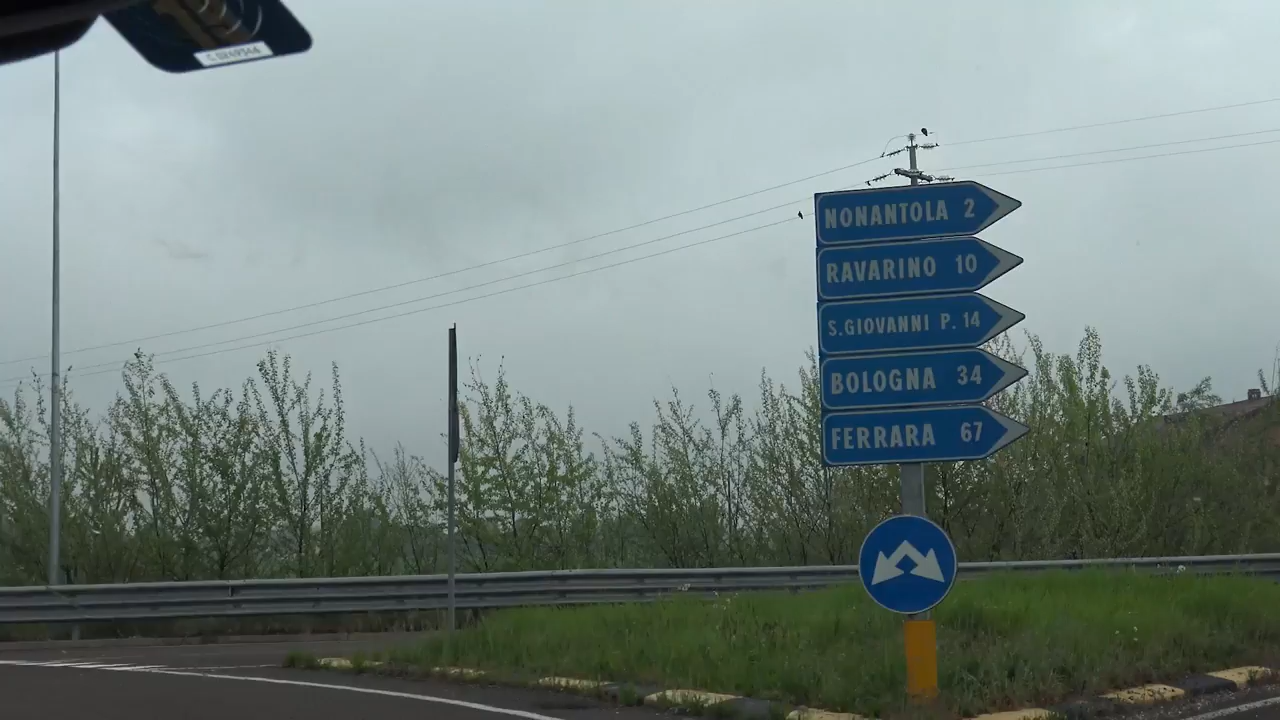 NONANTOLA 2
RAVARINO 10
S.GIOVANNI P. 14
BOLOGNA 34
FERRARA 67